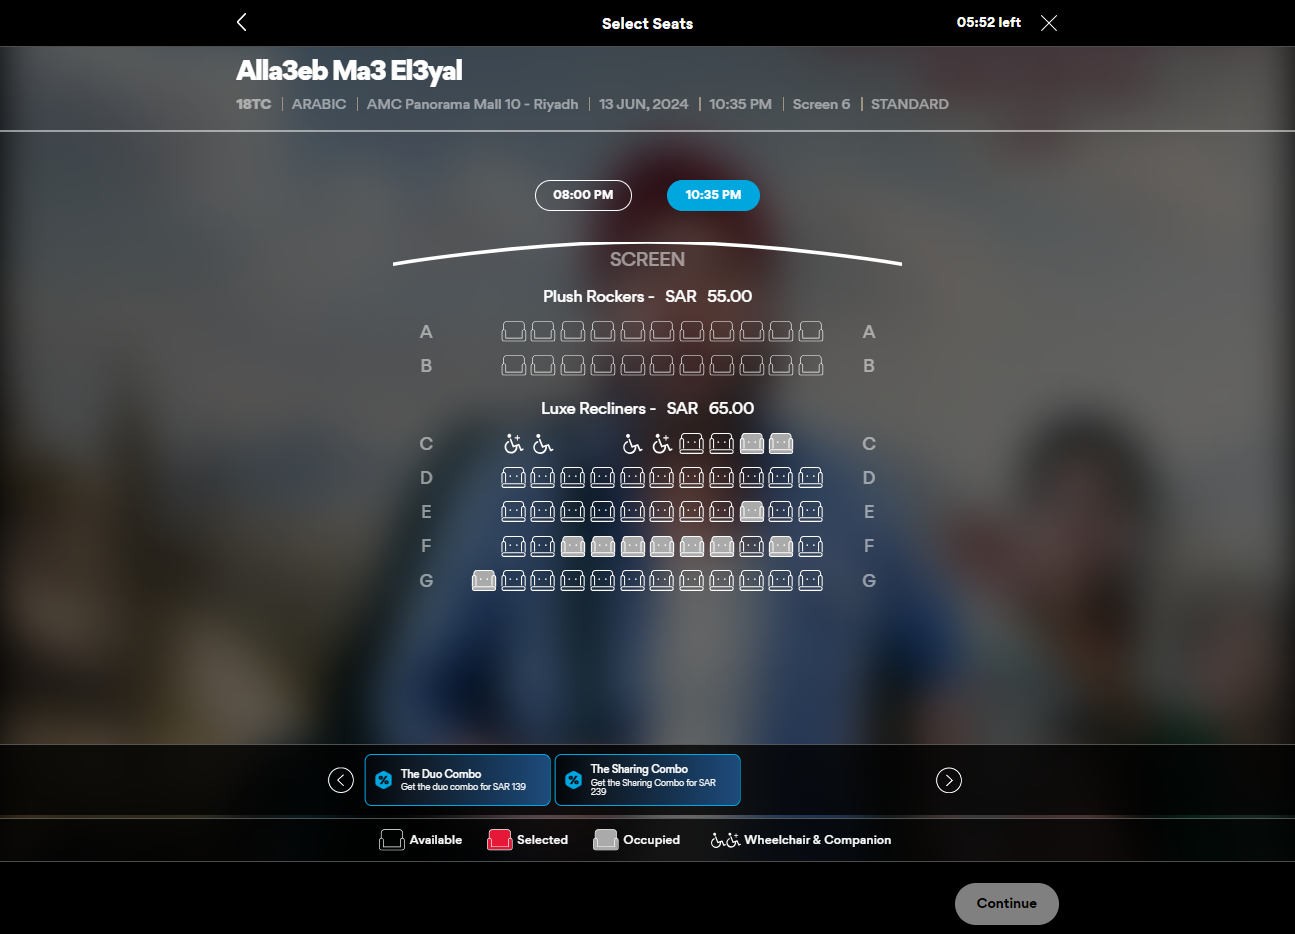 Select Seats
05:52 left
Alla3eb Ma3 El3yal
18TC | ARABIC | AMC Panorama Mall 10 - Riyadh | 13 JUN, 2024 | 10:35 PM | Screen 6 | STANDARD
08:00 PM
10:35 PM
SCREEN
Plush Rockers - SAR 55.00
A A
B B
Luxe Recliners - SAR 65.00
C C
D D
E E
F F
G G
The Duo Combo
Get the duo combo for SAR 139
The Sharing Combo
Get the Sharing Combo for SAR
239
Available
Selected
Occupied
Wheelchair & Companion
Continue